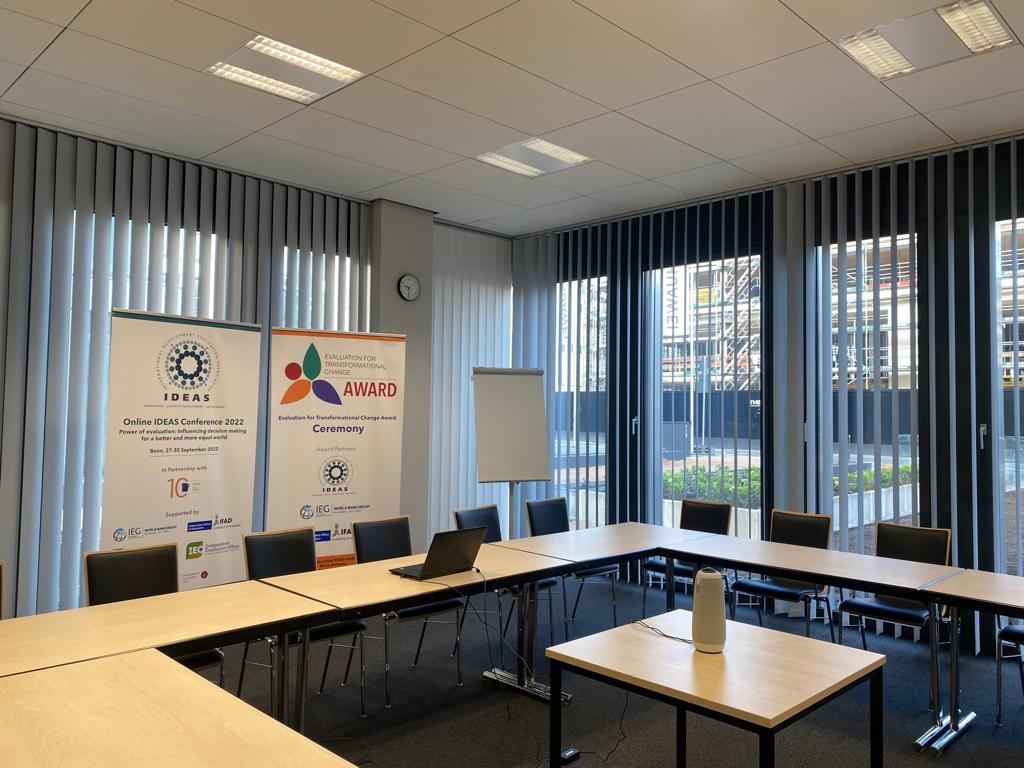 IDEAS
Online IDEAS Conference 2022
Power of evaluation: Influencing decision making
for a better and more equal world
Bonn, 27-30 September 2022
In Partnership with
10
Supported by
IEG WORLD BANK GROUP
IFAD
IEO Independent
Evaluation Office
EVALUATION FOR
TRANSFORMATIONAL
CHANGE
AWARD
Evaluation for Transformational Change Award
Ceremony
Award Partners
IDEAS
IEG WORLD BANK GROUP